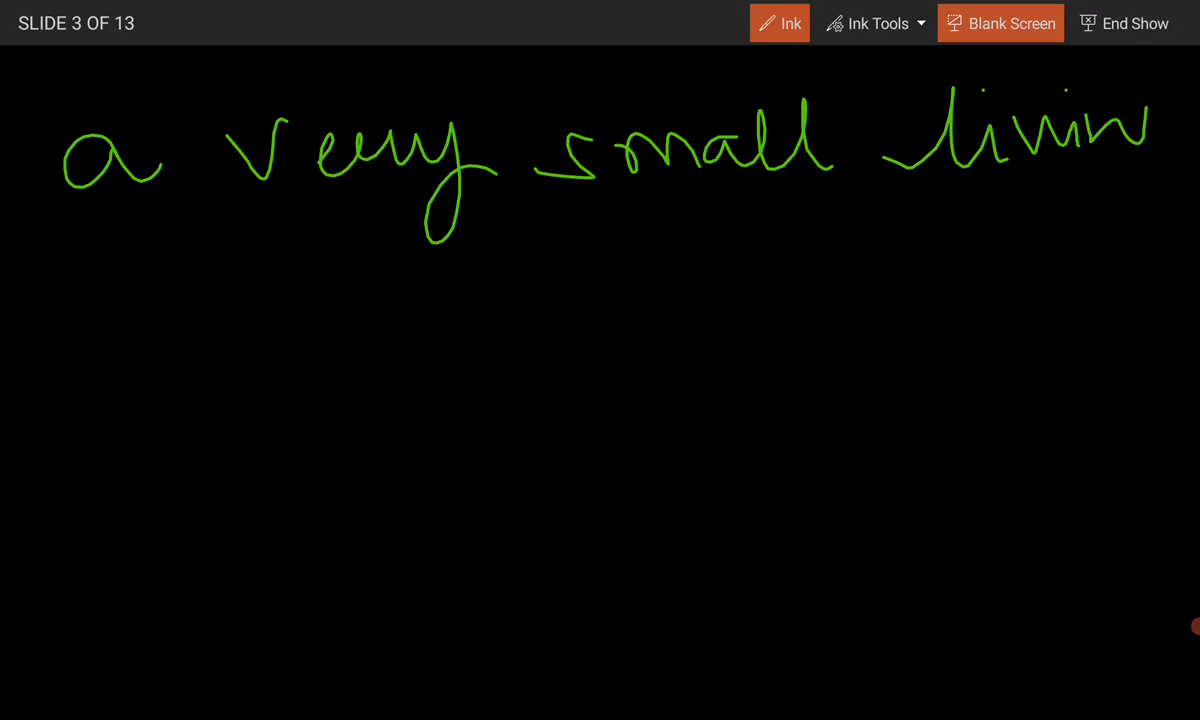 SLIDE 3 OF 13 Ink Ink Tools Blank Screen End Show
a very small livin